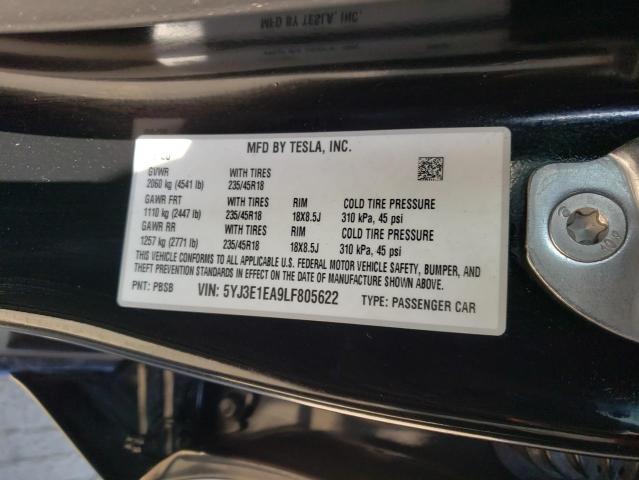 MFD BY TESLA, INC.
GVWR WITH TIRES
2060 kg (4541 lb) 235/45R18
GAWR FRT WITH TIRES RIM COLD TIRE PRESSURE
1110 kg (2447 lb) 235/45R18 18X8.5J 310 kPa, 45 psi
GAWR RR WITH TIRES RIM COLD TIRE PRESSURE
1257 kg (2771 lb) 235/45R18 18X8.5J 310 kPa, 45 psi
THIS VEHICLE CONFORMS TO ALL APPLICABLE U.S. FEDERAL MOTOR VEHICLE SAFETY, BUMPER, AND
THEFT PREVENTION STANDARDS IN EFFECT ON THE DATE OF MANUFACTURE SHOWN ABOVE.
PNT: PBSB VIN: 5YJ3E1EA9LF805622 TYPE: PASSENGER CAR